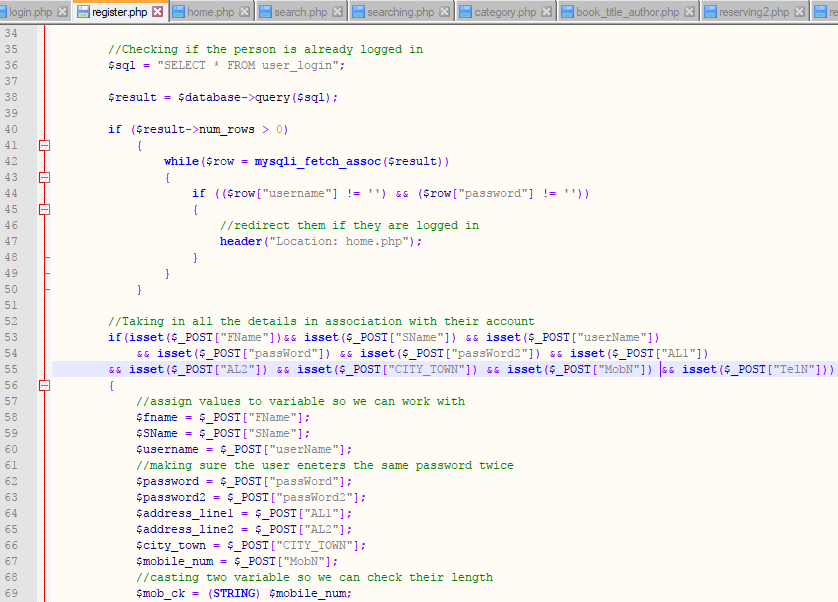 login.php register.php home.php search.php searching.php category.php book_title_author.php reserving2.php re
34
35 //Checking if the person is already logged in
36 $sql = "SELECT * FROM user_login";
37
38 $result = $database->query($sql);
39
40 if ($result->num_rows > 0)
41 {
42 while($row = mysqli_fetch_assoc($result))
43 {
44 if (($row["username"] != '') && ($row["password"] != ''))
45 {
46 //redirect them if they are logged in
47 header("Location: home.php");
48 }
49 }
50 }
51
52 //Taking in all the details in association with their account
53 if(isset($_POST["FName"])&& isset($_POST["SName"]) && isset($_POST["userName"])
54 && isset($_POST["passWord"]) && isset($_POST["passWord2"]) && isset($_POST["AL1"])
55 && isset($_POST["AL2"]) && isset($_POST["CITY_TOWN"]) && isset($_POST["MobN"]) && isset($_POST["TelN"]))
56 {
57 //assign values to variable so we can work with
58 $fname = $_POST["FName"];
59 $SName = $_POST["SName"];
60 $username = $_POST["userName"];
61 //making sure the user eneters the same password twice
62 $password = $_POST["passWord"];
63 $password2 = $_POST["passWord2"];
64 $address_line1 = $_POST["AL1"];
65 $address_line2 = $_POST["AL2"];
66 $city_town = $_POST["CITY_TOWN"];
67 $mobile_num = $_POST["MobN"];
68 //casting two variable so we can check their length
69 $mob_ck = (STRING) $mobile_num;